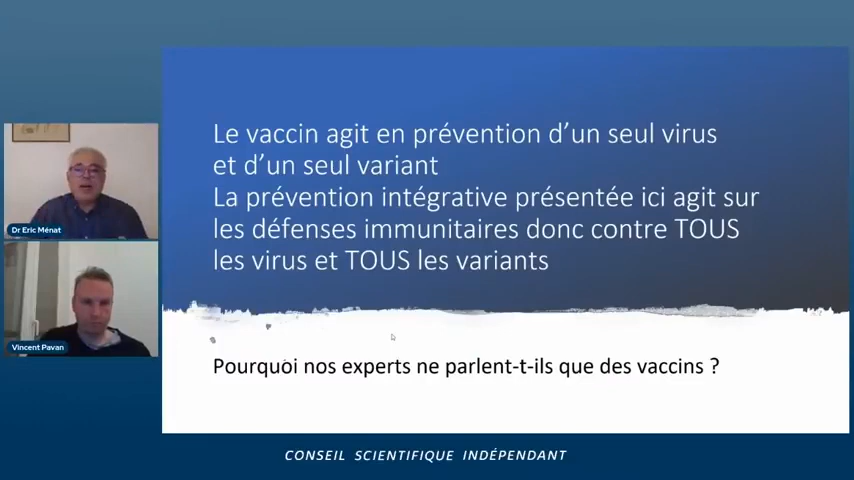 Le vaccin agit en prévention d'un seul virus
et d'un seul variant
La prévention intégrative présentée ici agit sur
les défenses immunitaires donc contre TOUS
les virus et TOUS les variants
Pourquoi nos experts ne parlent-t-ils que des vaccins ?
Dr Eric Ménat
Vincent Pavan
CONSEIL SCIENTIFIQUE INDÉPENDANT